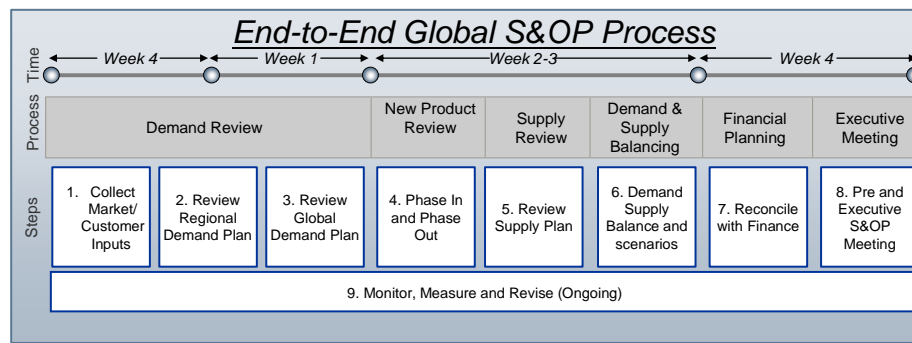 End-to-End Global S&OP Process
Time
Week 4
Week 1
Week 2-3
Week 4
Process
Demand Review
New Product
Review
Supply
Review
Demand &
Supply
Balancing
Financial
Planning
Executive
Meeting
Steps
1. Collect
Market/
Customer
Inputs
2. Review
Regional
Demand Plan
3. Review
Global
Demand Plan
4. Phase In
and Phase
Out
5. Review
Supply Plan
6. Demand
Supply
Balance and
scenarios
7. Reconcile
with Finance
8. Pre and
Executive
S&OP
Meeting
9. Monitor, Measure and Revise (Ongoing)